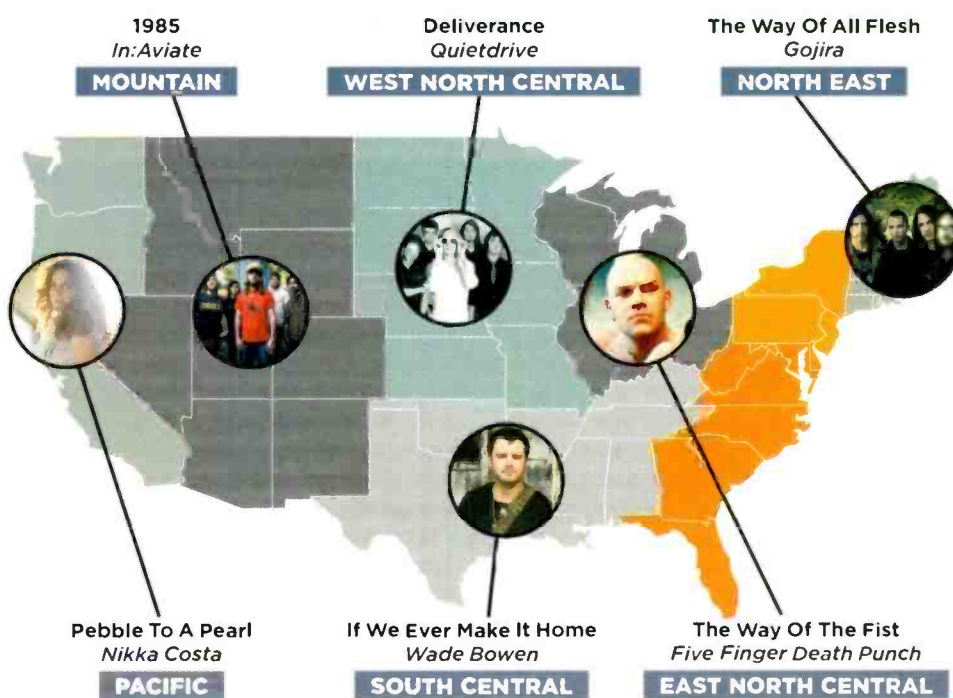 1985
In:Aviate
MOUNTAIN
Deliverance
Quietdrive
WEST NORTH CENTRAL
The Way Of All Flesh
Gojira
NORTH EAST
Pebble To A Pearl
Nikka Costa
PACIFIC
If We Ever Make It Home
Wade Bowen
SOUTH CENTRAL
The Way Of The Fist
Five Finger Death Punch
EAST NORTH CENTRAL